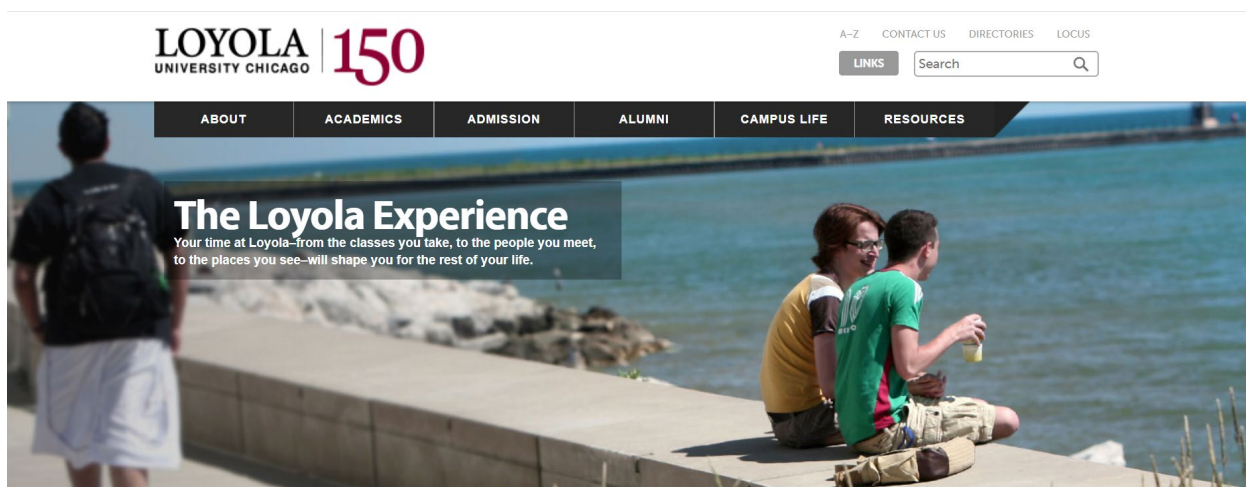 LOYOLA
UNIVERSITY CHICAGO
150
A–Z CONTACT US DIRECTORIES LOCUS
LINKS Search
ABOUT ACADEMICS ADMISSION ALUMNI CAMPUS LIFE RESOURCES
The Loyola Experience
Your time at Loyola–from the classes you take, to the people you meet,
to the places you see–will shape you for the rest of your life.